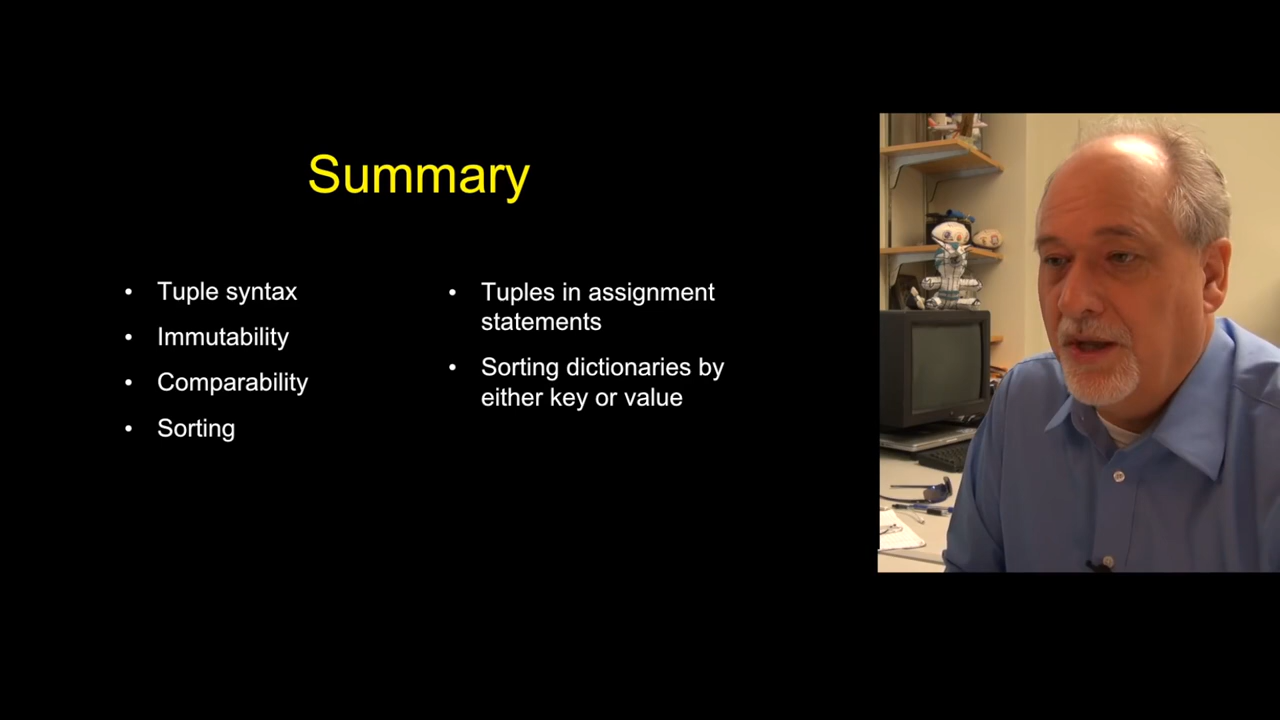 Summary
• Tuple syntax
• Immutability
• Comparability
• Sorting
• Tuples in assignment
statements
• Sorting dictionaries by
either key or value